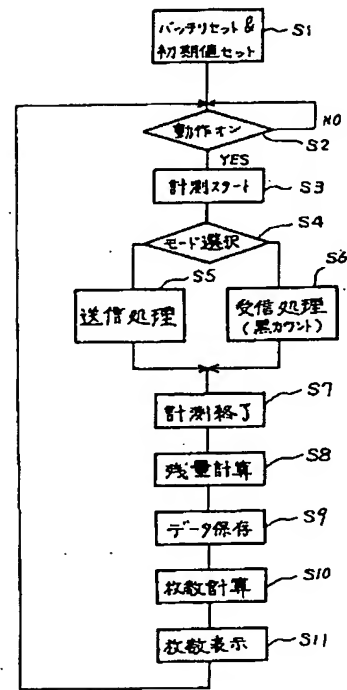 バッテリセット&
初期値セット
S1
動作オン
NO
S2
YES
計測スタート
S3
S4
モード選択
S5
送信処理
S6
受信処理
(黒カウント)
計測終了
S7
残量計算
S8
データ保存
S9
枚数計算
S10
枚数表示
S11